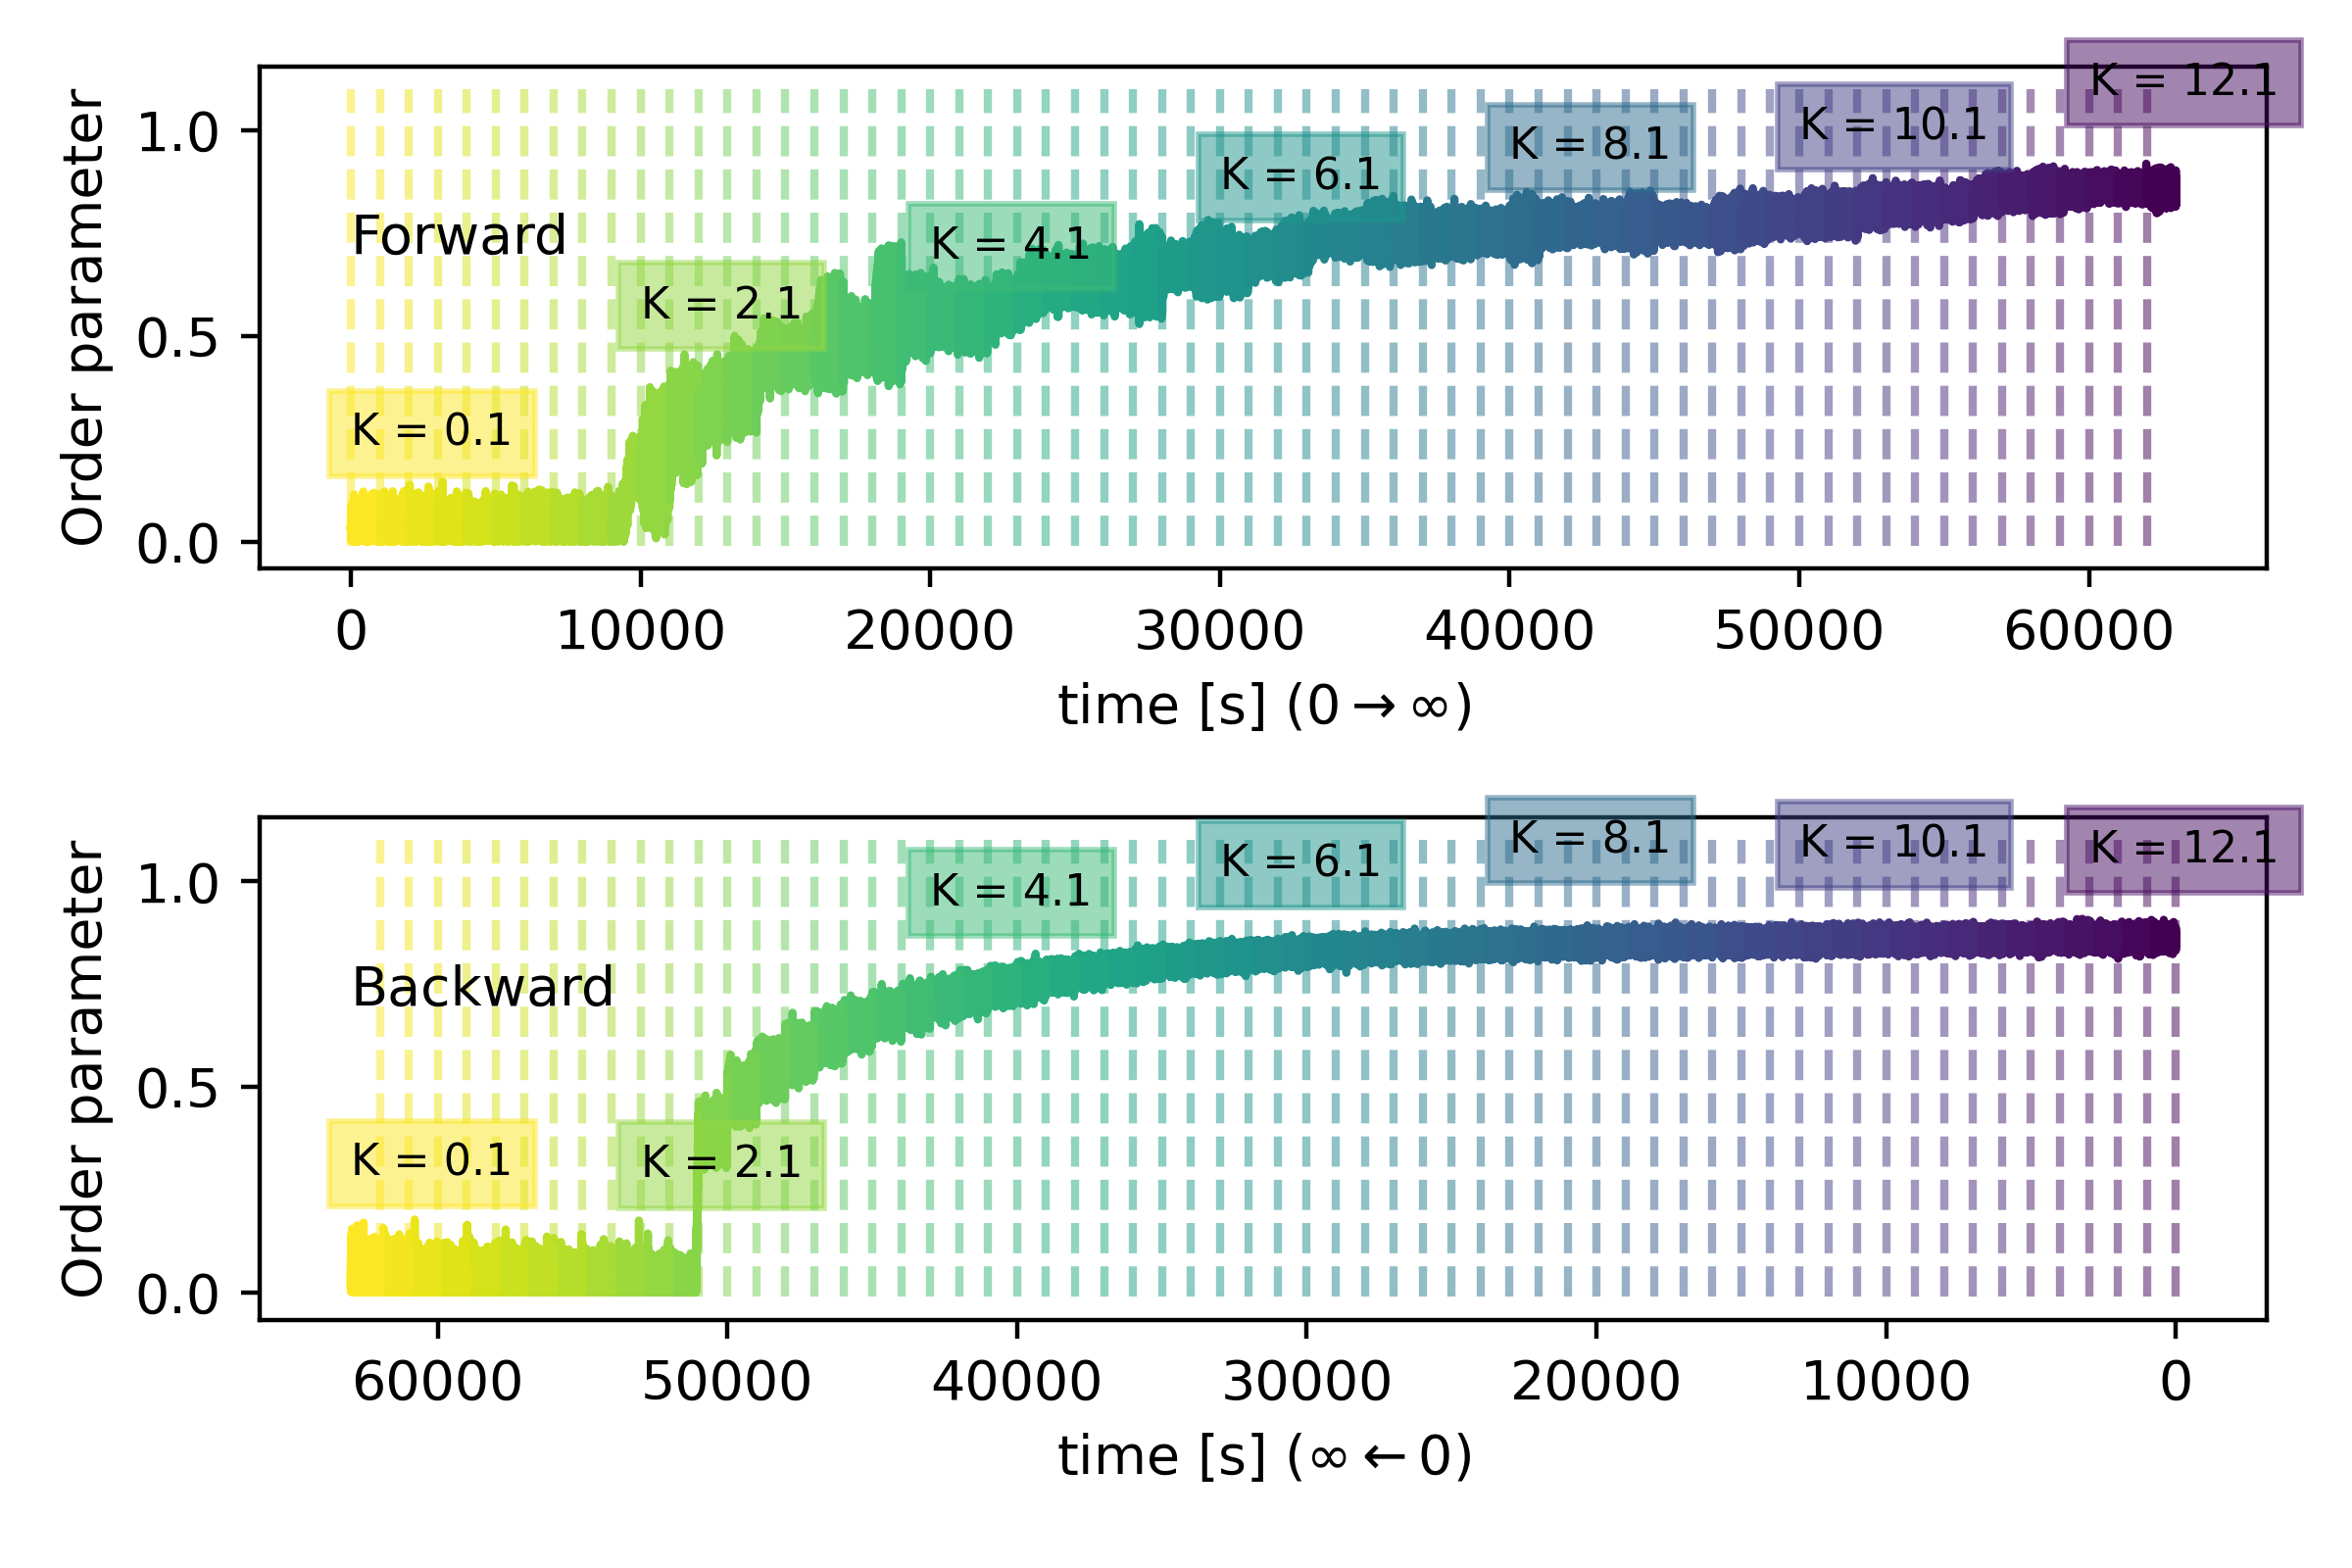 K = 12.1
K = 10.1
K = 8.1
K = 6.1
K = 4.1
K = 2.1
K = 0.1
Forward
Order parameter
1.0
0.5
0.0
0 10000 20000 30000 40000 50000 60000
time [s] (0→∞)
K = 8.1
K = 10.1
K = 12.1
K = 6.1
K = 4.1
K = 0.1
K = 2.1
Backward
Order parameter
1.0
0.5
0.0
60000 50000 40000 30000 20000 10000 0
time [s] (∞←0)